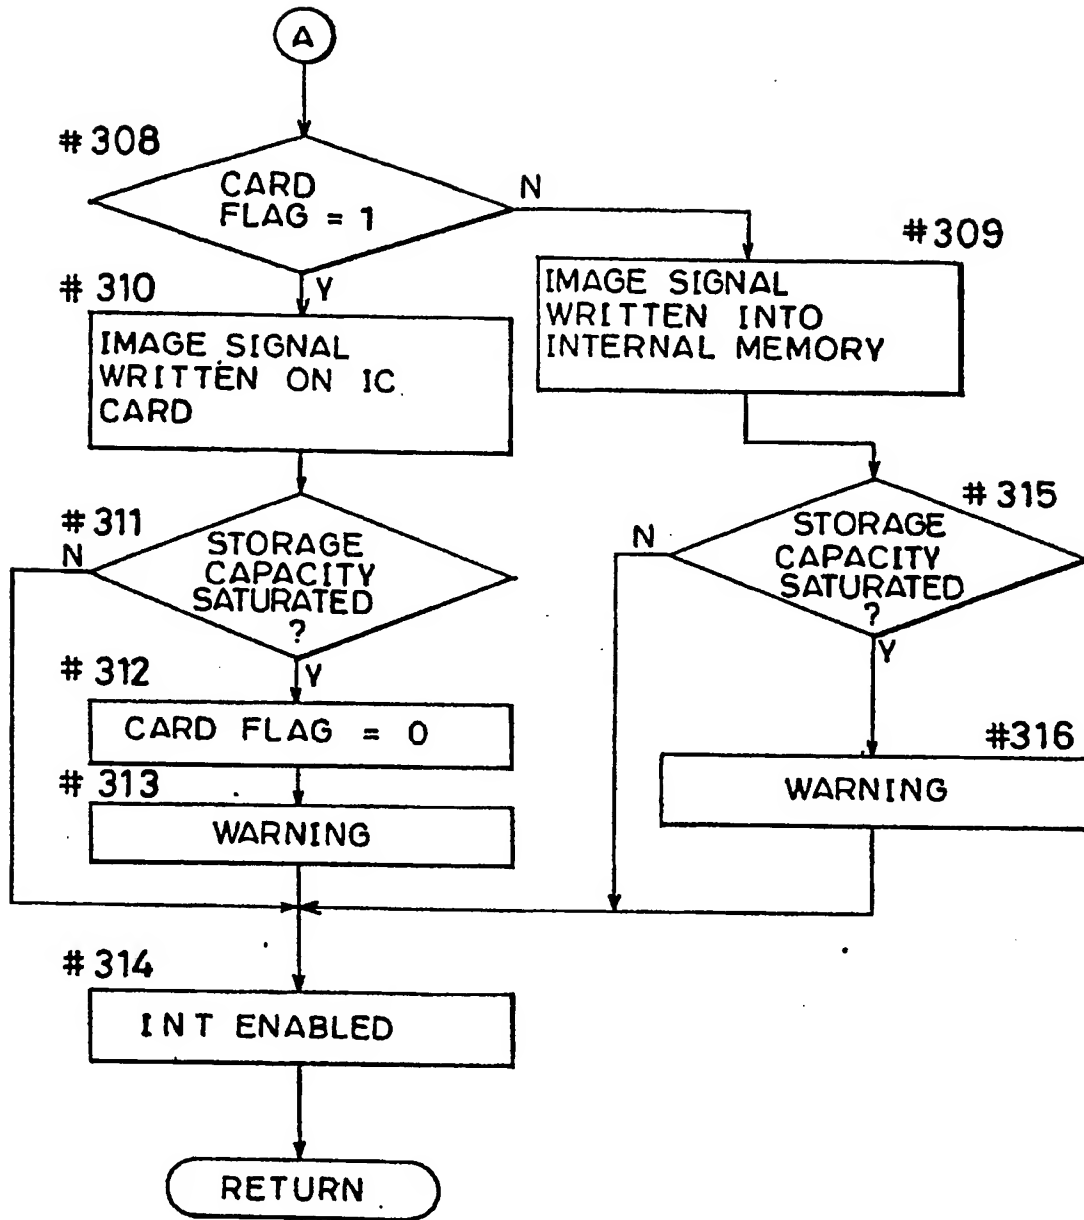 A
#308
CARD
FLAG = 1
N
Y
#309
IMAGE SIGNAL
WRITTEN INTO
INTERNAL MEMORY
#310
IMAGE SIGNAL
WRITTEN ON IC
CARD
#311
N
STORAGE
CAPACITY
SATURATED
?
Y
#315
N
STORAGE
CAPACITY
SATURATED
?
Y
#312
CARD FLAG = 0
#313
WARNING
#316
WARNING
#314
INT ENABLED
RETURN